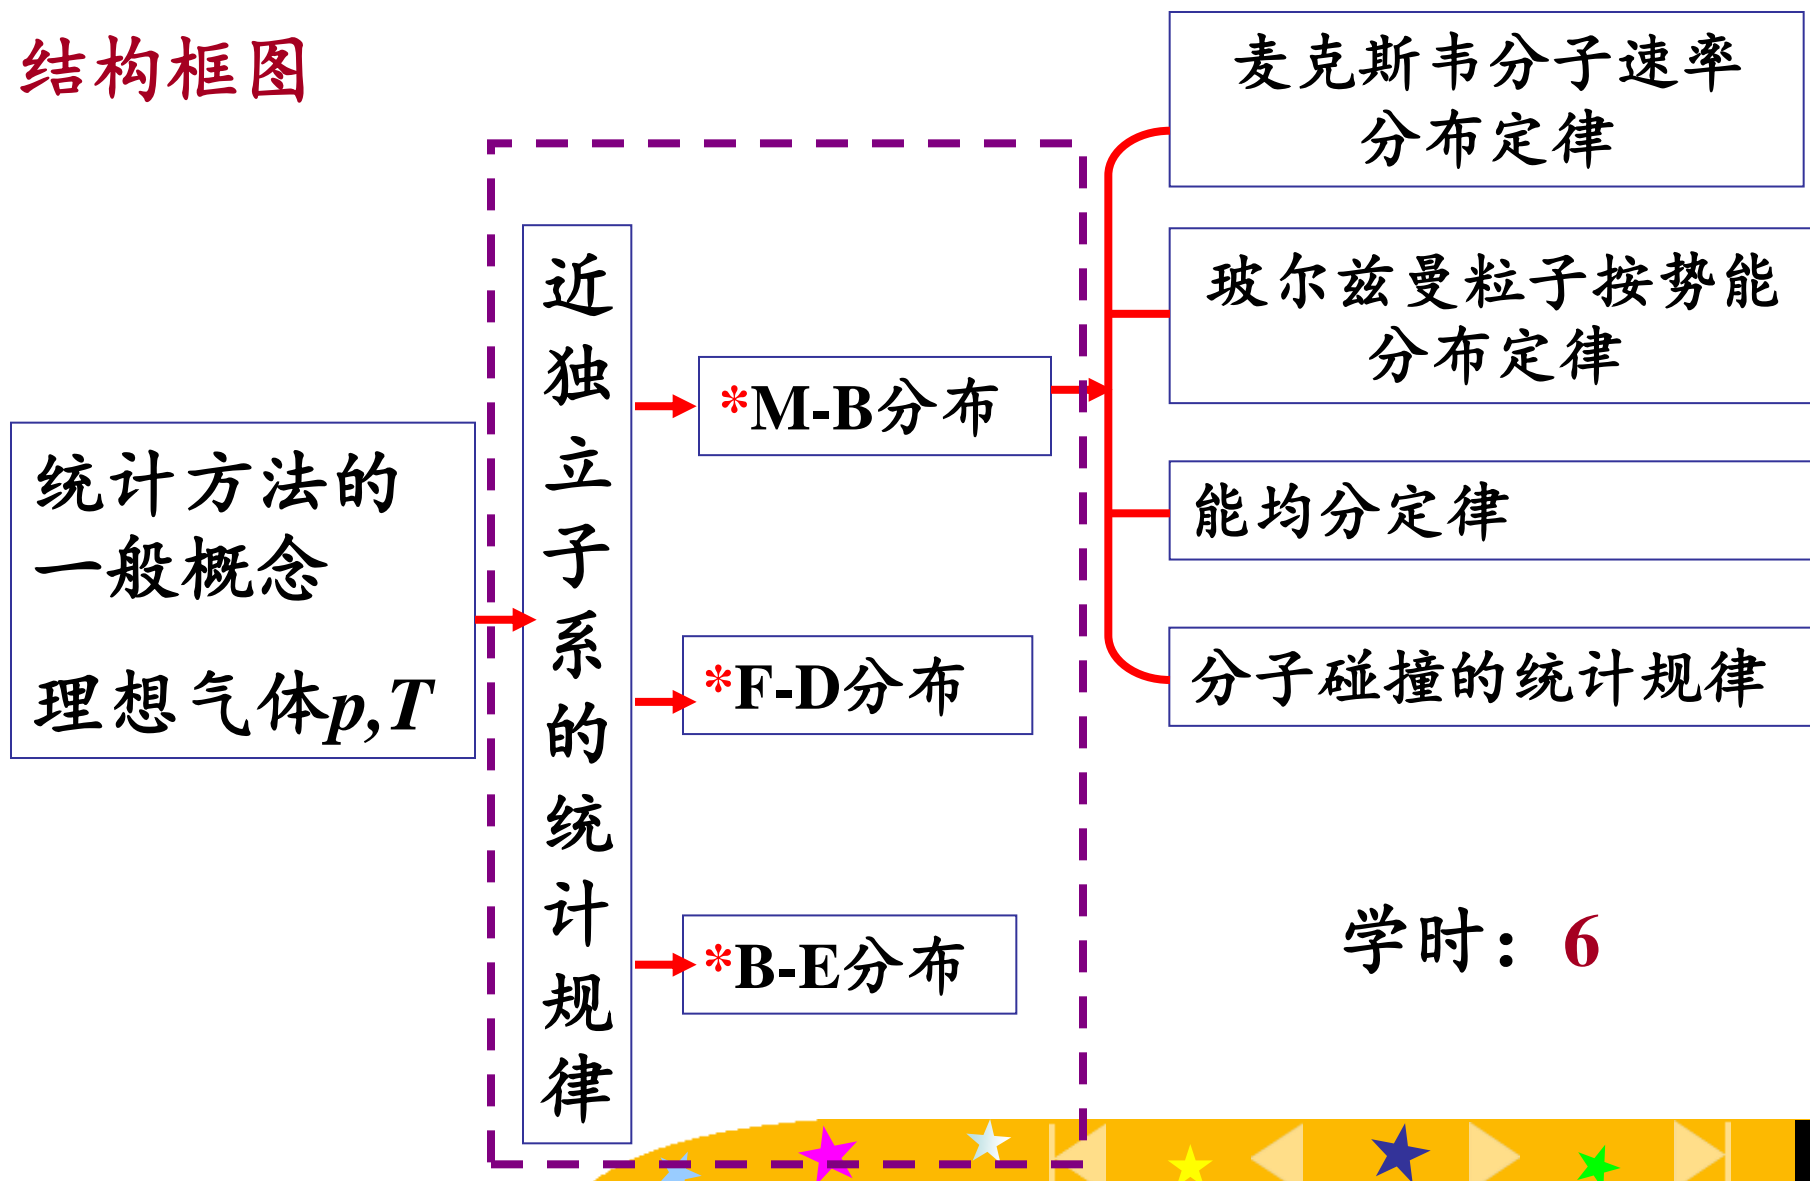 结构框图
统计方法的
一般概念
理想气体p,T
近独立子系的统计规律
*M-B分布
*F-D分布
*B-E分布
麦克斯韦分子速率
分布定律
玻尔兹曼粒子按势能
分布定律
能均分定律
分子碰撞的统计规律
学时：6